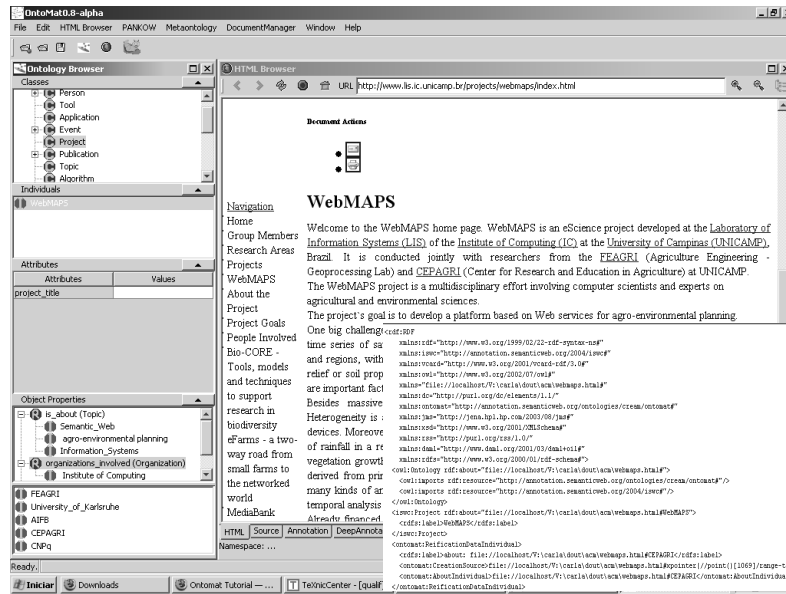 OntoMat0.8-alpha
File Edit HTML Browser PANKOW Metaontology DocumentManager Window Help
Ontology Browser
Classes
Person
Tool
Application
Event
Project
Publication
Topic
Algorithm
Individuals
WebMAPS
Attributes
Attributes Values
project_title
Object Properties
is_about (Topic)
Semantic_Web
agro-environmental planning
Information_Systems
organizations_involved (Organization)
Institute of Computing
FEAGRI
University_of_Karlsruhe
AIFB
CEPAGRI
CNPq
Ready.
HTML Browser
URL http://www.lis.ic.unicamp.br/projects/webmaps/index.html
Document Actions
Navigation
Home
Group Members
Research Areas
Projects
WebMAPS
About the
Project
Project Goals
People Involved
Bio-CORE -
Tools, models
and techniques
to support
research in
biodiversity
eFarms - a two-
way road from
small farms to
the networked
world
MediaBank
WebMAPS
Welcome to the WebMAPS home page. WebMAPS is an eScience project developed at the Laboratory of
Information Systems (LIS) of the Institute of Computing (IC) at the University of Campinas (UNICAMP),
Brazil. It is conducted jointly with researchers from the FEAGRI (Agriculture Engineering -
Geoprocessing Lab) and CEPAGRI (Center for Research and Education in Agriculture) at UNICAMP.
The WebMAPS project is a multidisciplinary effort involving computer scientists and experts on
agricultural and environmental sciences.
The project's goal is to develop a platform based on Web services for agro-environmental planning.
One big challeng
time series of sa
and regions, with
relief or soil prop
are important fact
Besides massive
Heterogeneity is
devices. Moreove
of rainfall in a re
vegetation growt
derived from prir
many kinds of ar
temporal analysis
Already financed
HTML Source Annotation DeepAnnota
Namespace: ...
<rdf:RDF
xmlns:rdf="http://www.w3.org/1999/02/22-rdf-syntax-ns#"
xmlns:iswc="http://annotation.semanticweb.org/2004/iswc#"
xmlns:vcard="http://www.w3.org/2001/vcard-rdf/3.0#"
xmlns:owl="http://www.w3.org/2002/07/owl#"
xmlns="file://localhost/V:\carla\dout\acm\webmaps.html#"
xmlns:dc="http://purl.org/dc/elements/1.1/"
xmlns:ontomat="http://annotation.semanticweb.org/ontologies/cream/ontomat#"
xmlns:jms="http://jena.hpl.hp.com/2003/08/jms#"
xmlns:xsd="http://www.w3.org/2001/XMLSchema#"
xmlns:rss="http://purl.org/rss/1.0/"
xmlns:daml="http://www.daml.org/2001/03/daml+oil#"
xmlns:rdfs="http://www.w3.org/2000/01/rdf-schema#">
<owl:Ontology rdf:about="file://localhost/V:\carla\dout\acm\webmaps.html#">
<owl:imports rdf:resource="http://annotation.semanticweb.org/ontologies/cream/ontomat#"/>
<owl:imports rdf:resource="http://annotation.semanticweb.org/2004/iswc#"/>
</owl:Ontology>
<iswc:Project rdf:about="file://localhost/V:\carla\dout\acm\webmaps.html#WebMAPS">
<rdfs:label>WebMAPS</rdfs:label>
</iswc:Project>
<ontomat:ReificationDataIndividual>
<rdfs:label>about: file://localhost/V:\carla\dout\acm\webmaps.html#CEPAGRI</rdfs:label>
<ontomat:CreationSource>file://localhost/V:\carla\dout\acm\webmaps.html#xpointer(//point()[1069]/range-t
<ontomat:AboutIndividual>file://localhost/V:\carla\dout\acm\webmaps.html#CEPAGRI</ontomat:AboutIndividua
</ontomat:ReificationDataIndividual>
Iniciar Downloads Ontomat Tutorial — ... TeXnicCenter - [qualif